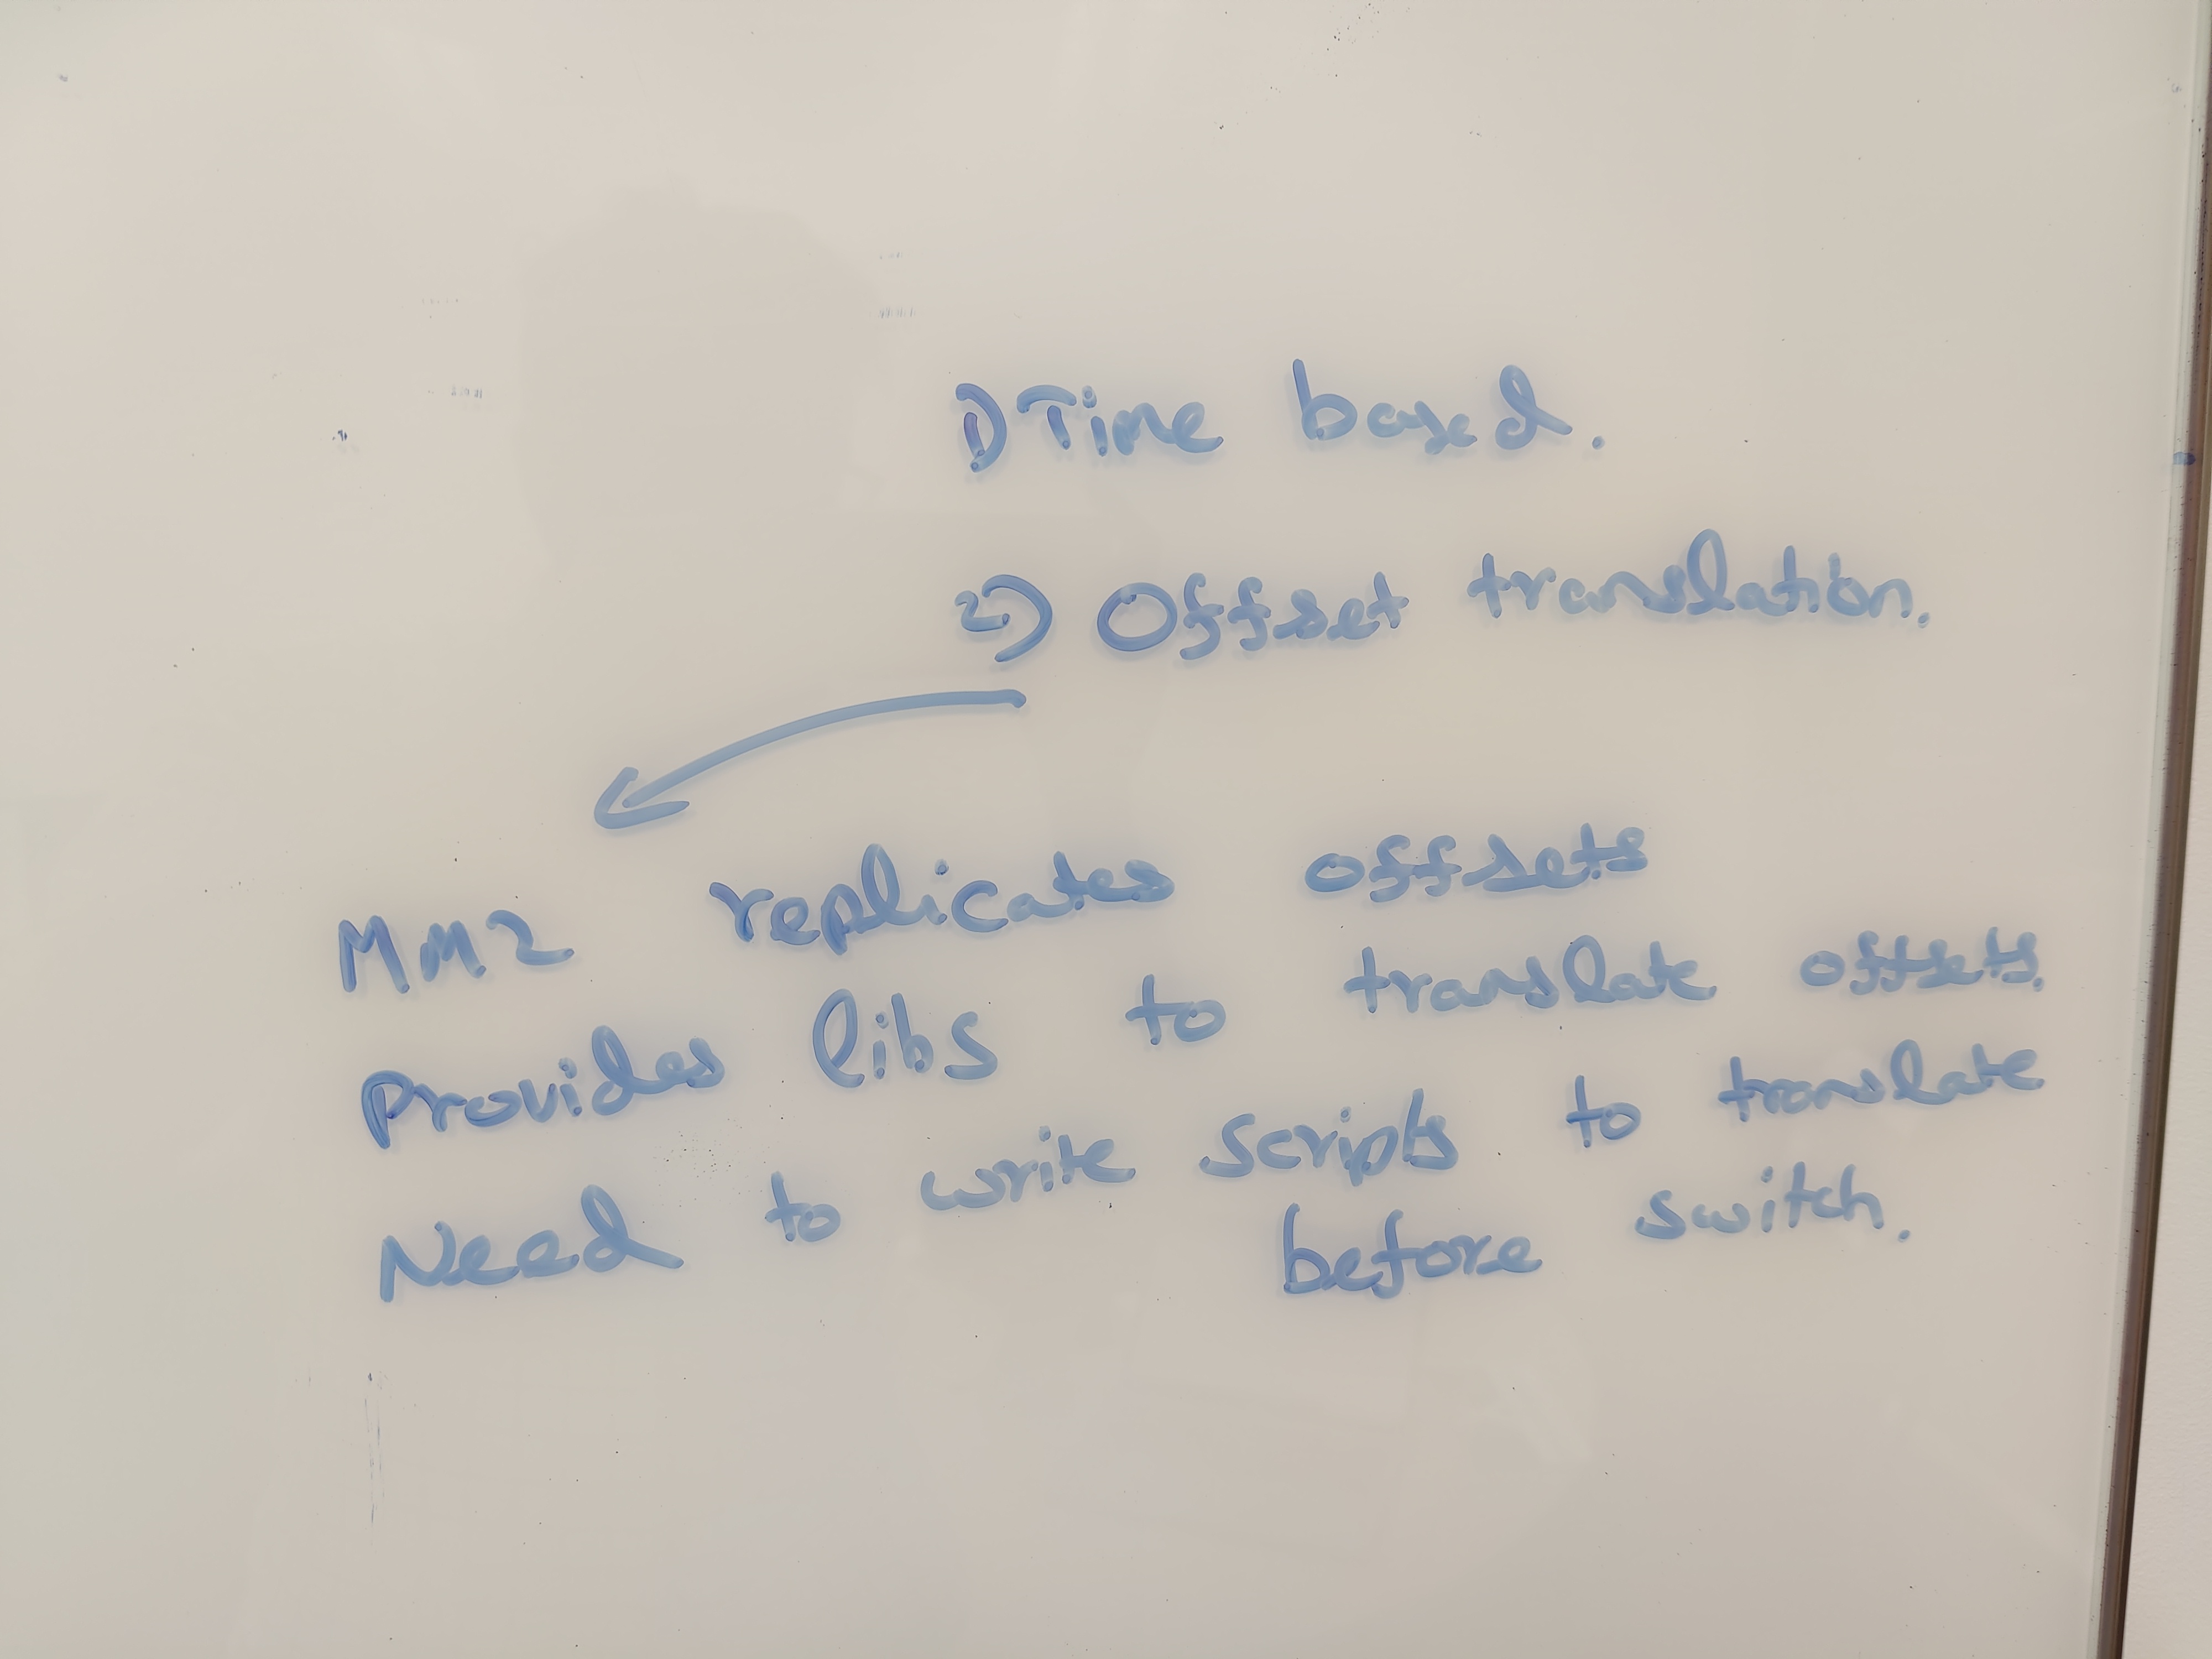 1) Time based.
2) Offset translation.
MM2 replicates offsets
Provides libs to translate offsets.
Need to write scripts to translate
before switch.